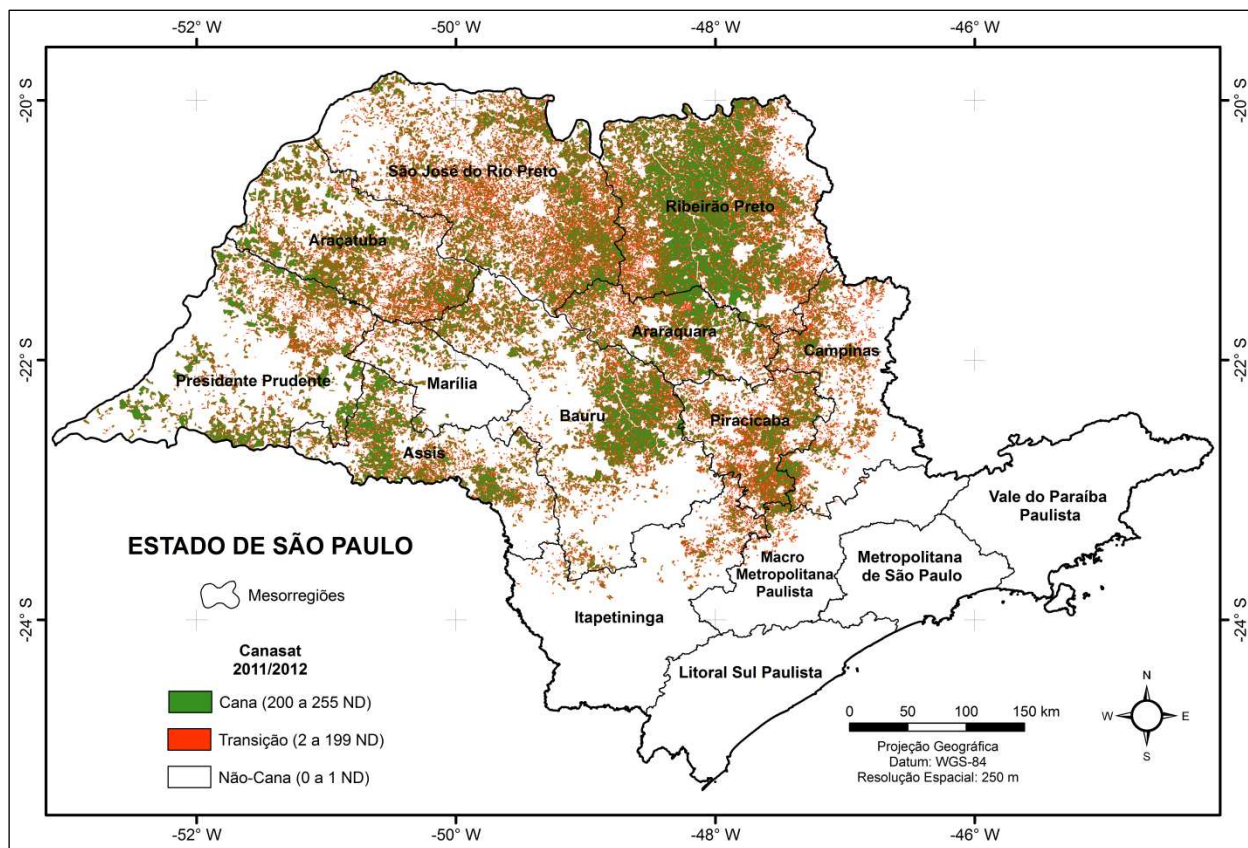 -52° W
-50° W
-48° W
-46° W
-20° S
-20° S
São José do Rio Preto
Ribeirão Preto
Araçatuba
Araraquara
-22° S
Campinas
-22° S
Presidente Prudente
Marília
Bauru
Piracicaba
Assis
Vale do Paraíba
Paulista
ESTADO DE SÃO PAULO
Mesorregiões
Macro
Metropolitana
Paulista
Metropolitana
de São Paulo
-24° S
Itapetininga
-24° S
Litoral Sul Paulista
Canasat
2011/2012
Cana (200 a 255 ND)
Transição (2 a 199 ND)
Não-Cana (0 a 1 ND)
0 50 100 150 km
Projeção Geográfica
Datum: WGS-84
Resolução Espacial: 250 m
N
W
E
S
-52° W
-50° W
-48° W
-46° W